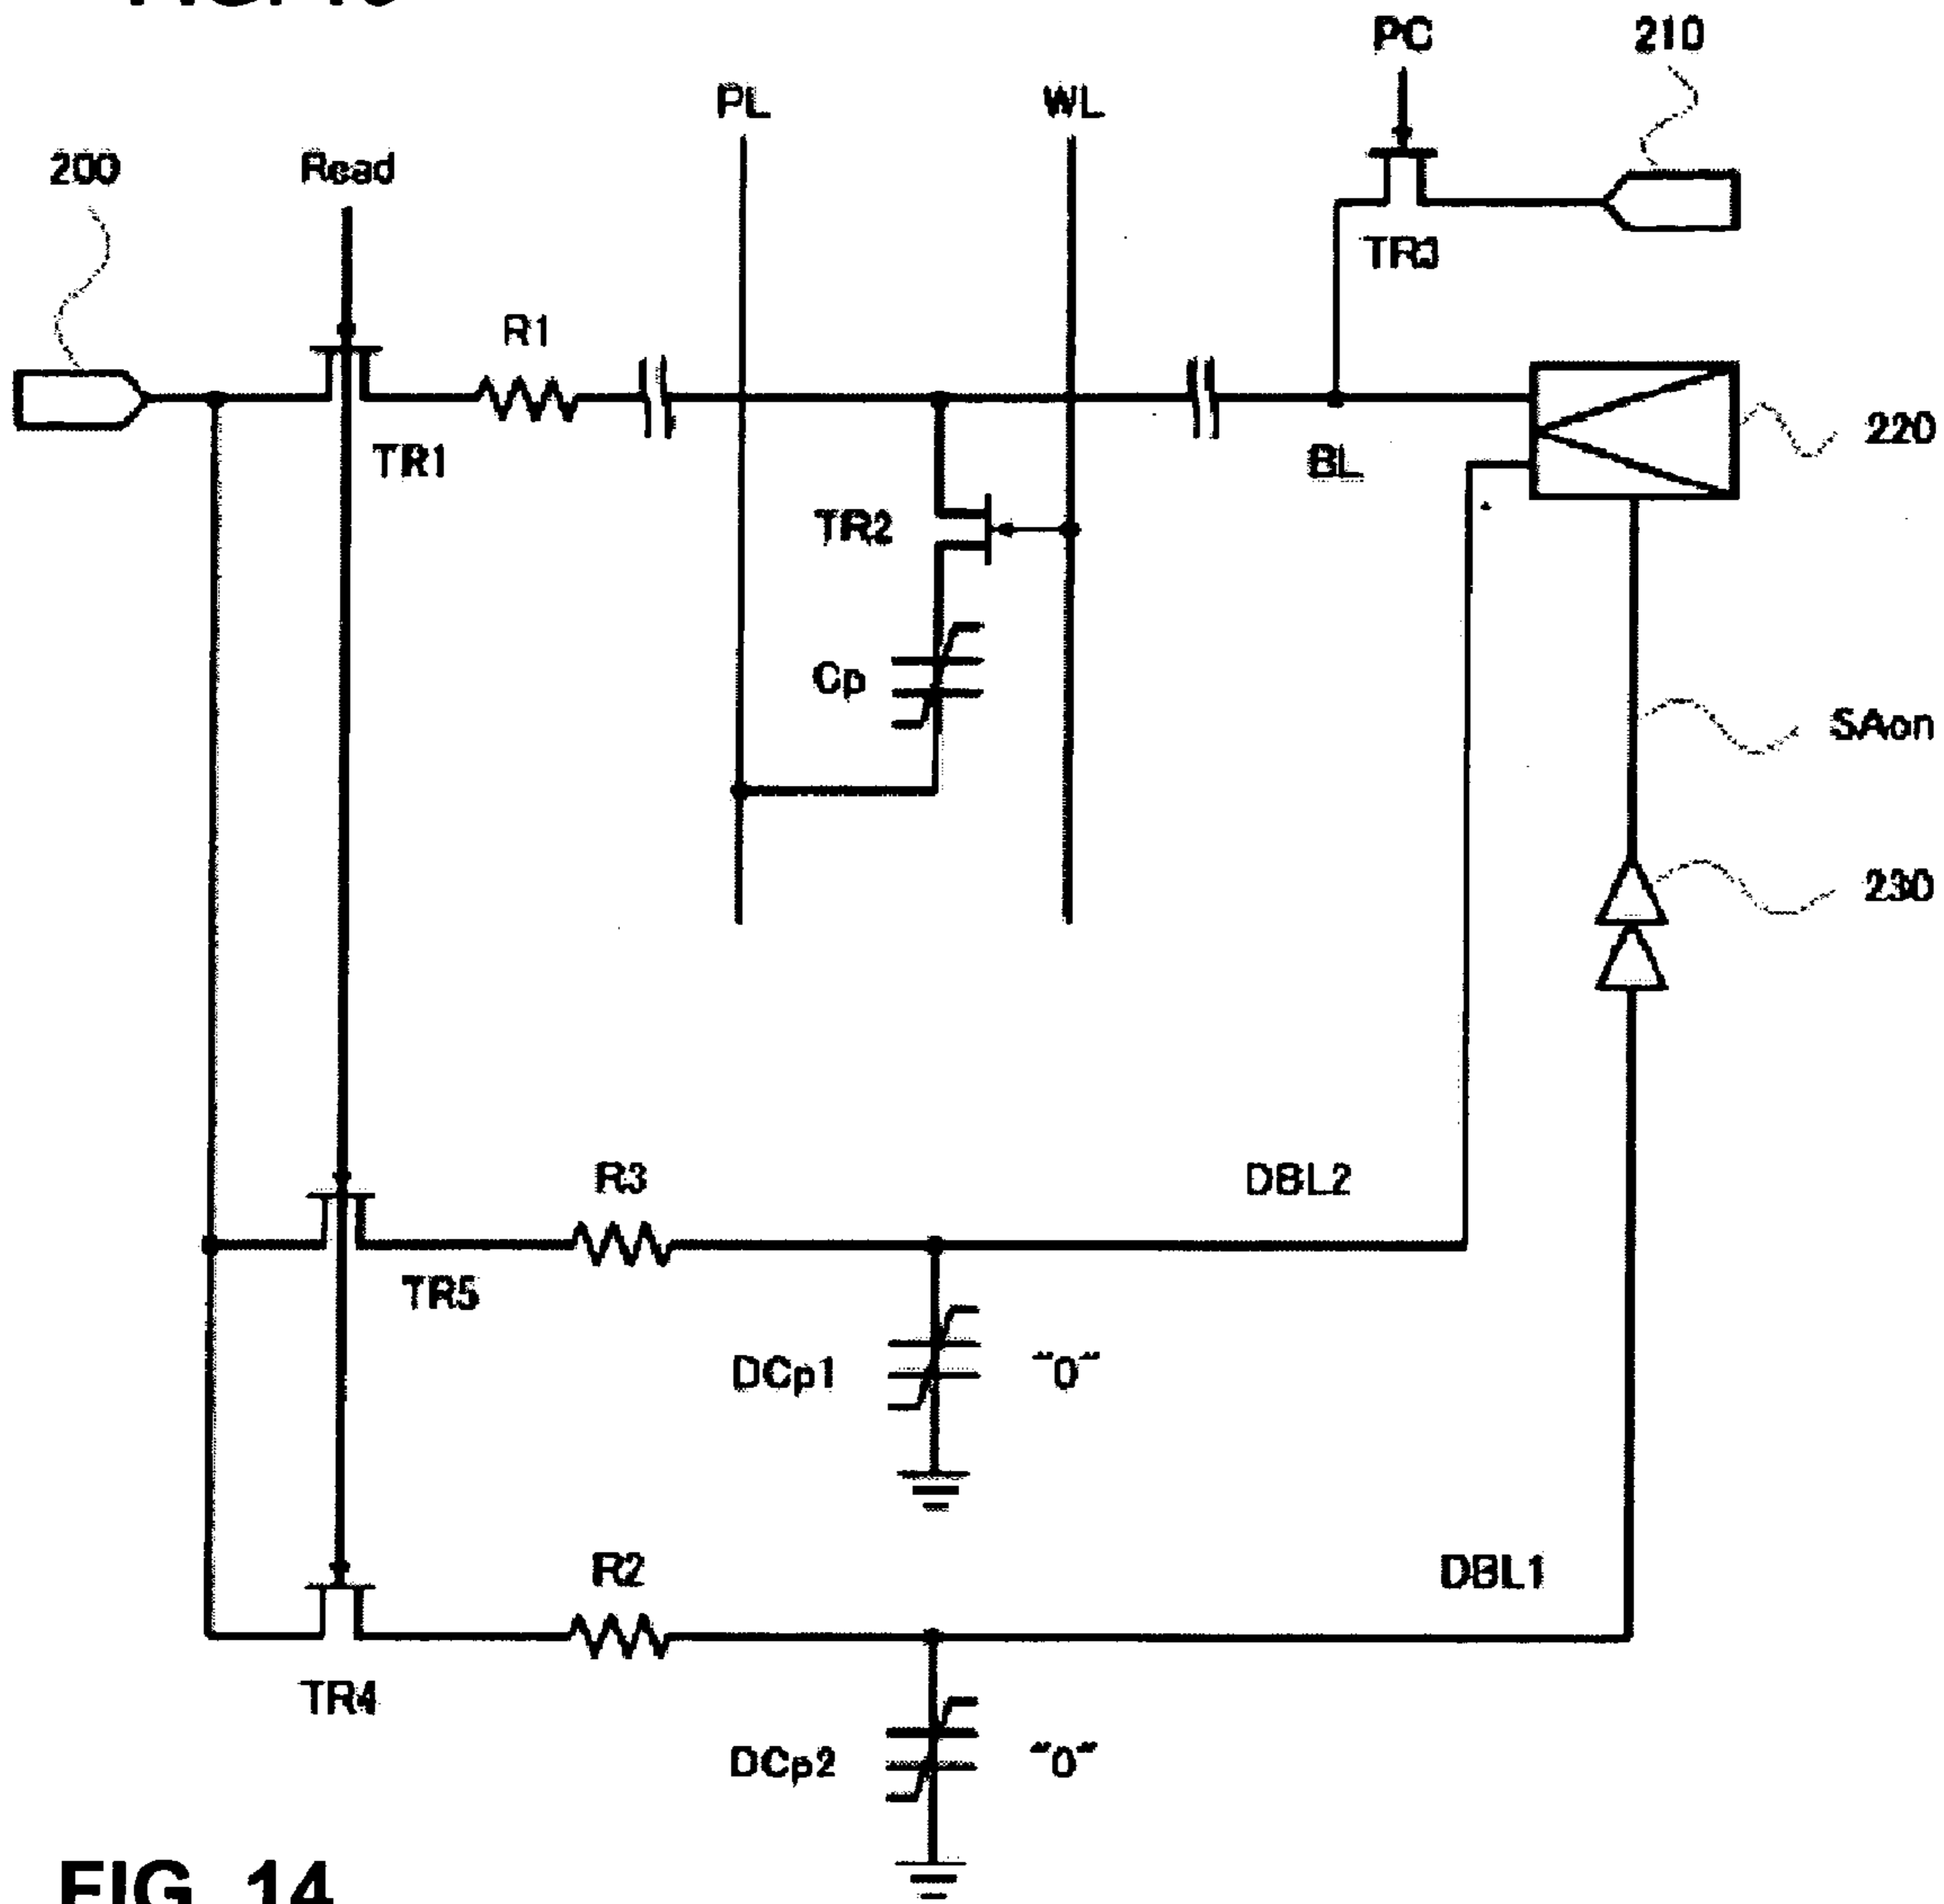 PC
210
PL
WL
200
Read
TR3
R1
TR1
BL
220
TR2
Cp
SAon
230
R3
DBL2
TR5
DCp1
"0"
R2
DBL1
TR4
DCp2
"0"
FIG. 14